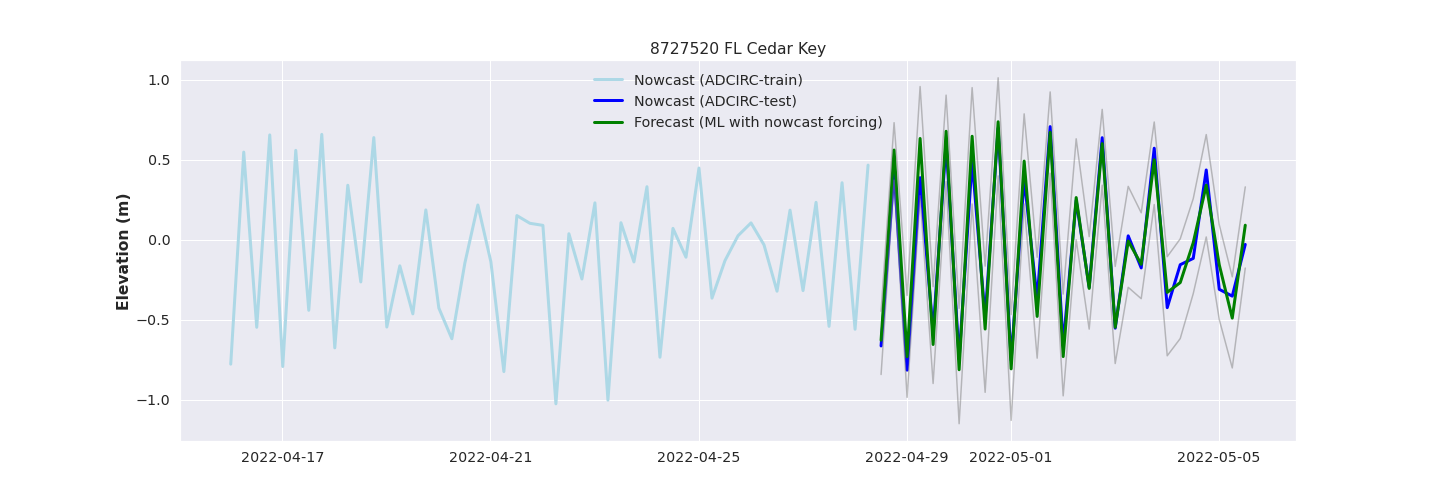 8727520 FL Cedar Key
Nowcast (ADCIRC-train)
Nowcast (ADCIRC-test)
Forecast (ML with nowcast forcing)
Elevation (m)
1.0
0.5
0.0
−0.5
−1.0
2022-04-17
2022-04-21
2022-04-25
2022-04-29
2022-05-01
2022-05-05